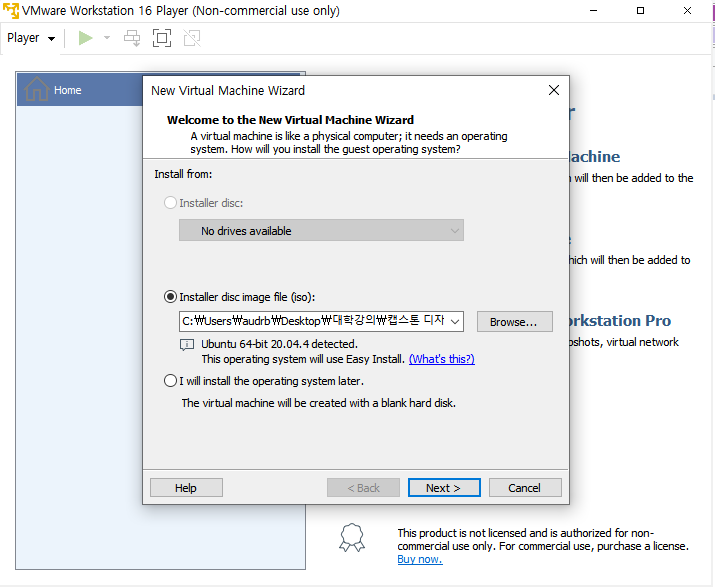 VMware Workstation 16 Player (Non-commercial use only)
Player
Home
New Virtual Machine Wizard
Welcome to the New Virtual Machine Wizard
A virtual machine is like a physical computer; it needs an operating
system. How will you install the guest operating system?
Install from:
Installer disc:
No drives available
Installer disc image file (iso):
C:₩Users₩audrb₩Desktop₩대학강의₩캡스톤 디자
Browse...
Ubuntu 64-bit 20.04.4 detected.
This operating system will use Easy Install. (What's this?)
I will install the operating system later.
The virtual machine will be created with a blank hard disk.
Help
< Back
Next >
Cancel
will then be added to the
hich will then be added to
rkstation Pro
pshots, virtual network
This product is not licensed and is authorized for non-
commercial use only. For commercial use, purchase a license.
Buy now.